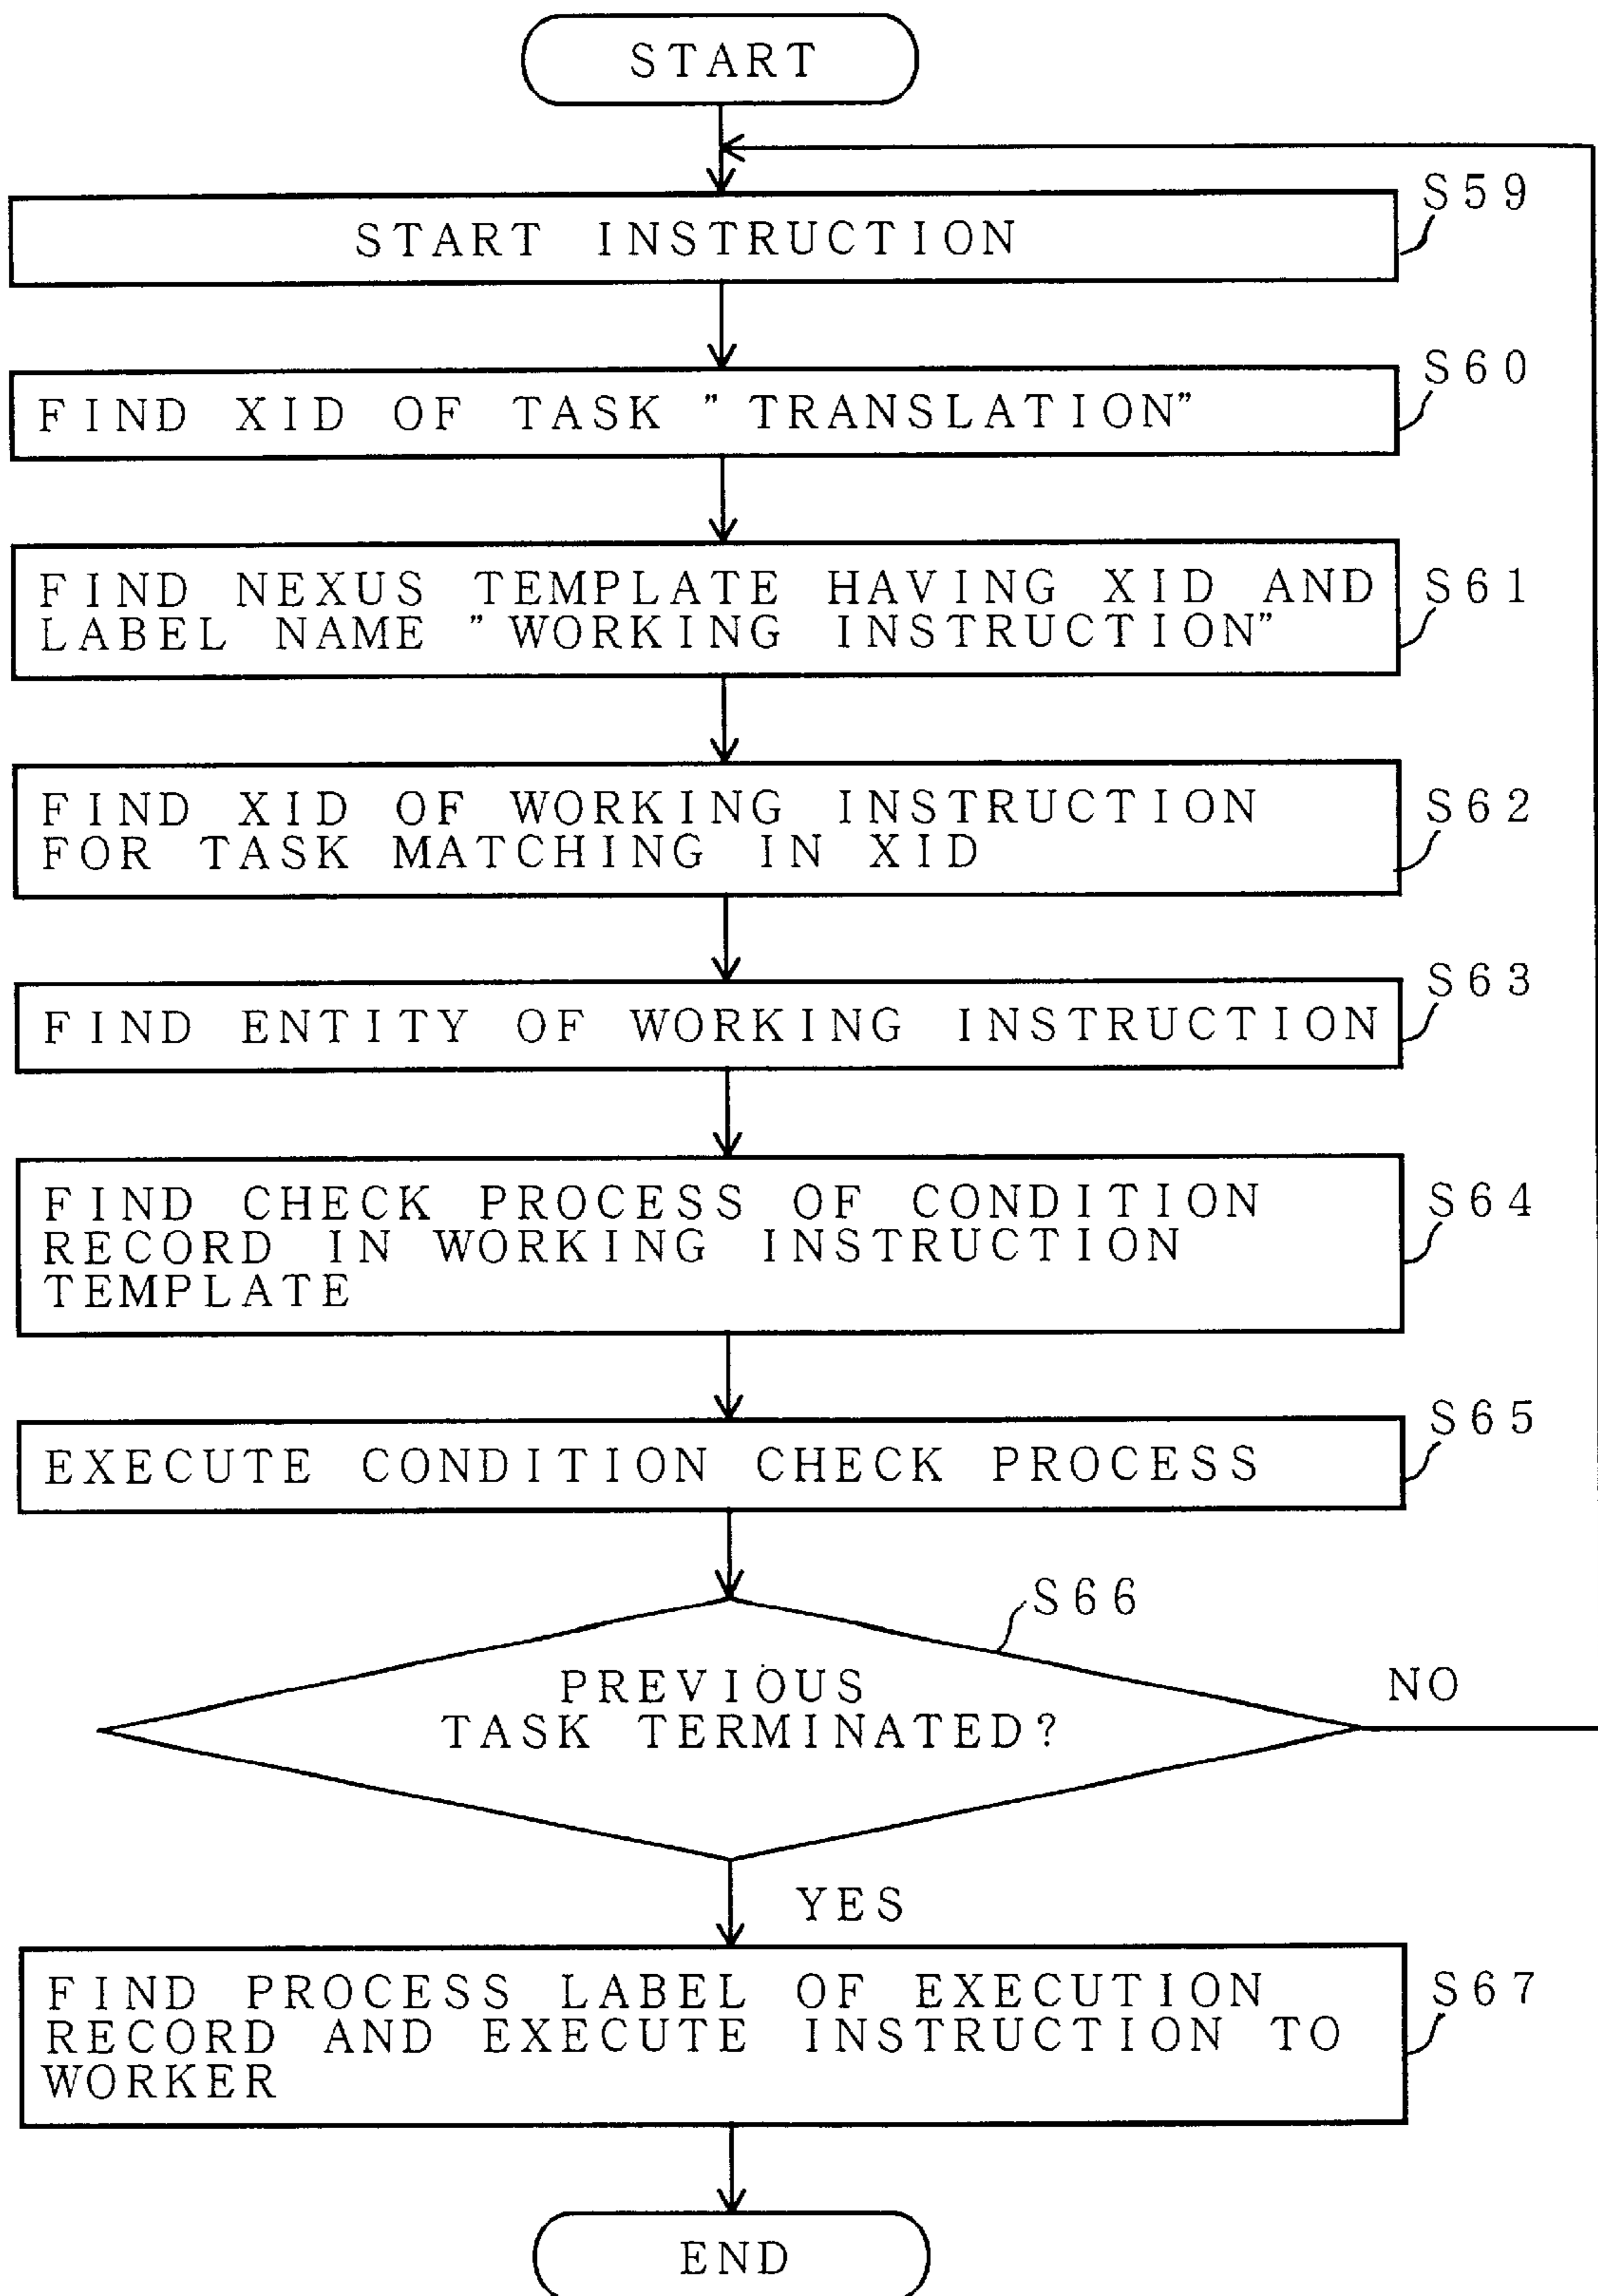 START
START INSTRUCTION
S59
FIND XID OF TASK "TRANSLATION"
S60
FIND NEXUS TEMPLATE HAVING XID AND
LABEL NAME "WORKING INSTRUCTION"
S61
FIND XID OF WORKING INSTRUCTION
FOR TASK MATCHING IN XID
S62
FIND ENTITY OF WORKING INSTRUCTION
S63
FIND CHECK PROCESS OF CONDITION
RECORD IN WORKING INSTRUCTION
TEMPLATE
S64
EXECUTE CONDITION CHECK PROCESS
S65
S66
PREVIOUS
TASK TERMINATED?
NO
YES
FIND PROCESS LABEL OF EXECUTION
RECORD AND EXECUTE INSTRUCTION TO
WORKER
S67
END